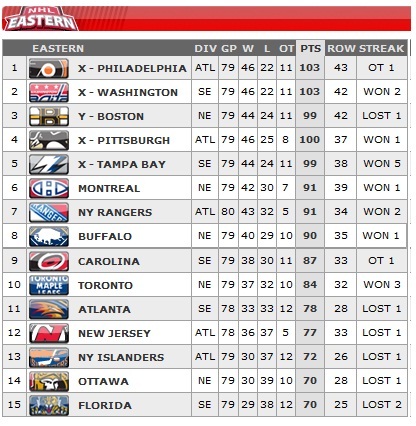 NHL
EASTERN
EASTERN DIV GP W L OT PTS ROW STREAK
1 X - PHILADELPHIA ATL 79 46 22 11 103 43 OT 1
2 X - WASHINGTON SE 79 46 22 11 103 42 WON 2
3 Y - BOSTON NE 79 44 24 11 99 42 LOST 1
4 X - PITTSBURGH ATL 79 46 25 8 100 37 WON 1
5 X - TAMPA BAY SE 79 44 24 11 99 38 WON 5
6 MONTREAL NE 79 42 30 7 91 39 WON 1
7 NY RANGERS ATL 80 43 32 5 91 34 WON 2
8 BUFFALO NE 79 40 29 10 90 35 WON 1
9 CAROLINA SE 79 38 30 11 87 33 OT 1
10 TORONTO MAPLE LEAFS TORONTO NE 79 37 32 10 84 32 WON 3
11 ATLANTA SE 78 33 33 12 78 28 LOST 1
12 NEW JERSEY ATL 78 36 37 5 77 33 LOST 1
13 NY ISLANDERS ATL 79 30 37 12 72 26 LOST 1
14 OTTAWA NE 79 30 39 10 70 28 LOST 1
15 FLORIDA SE 79 29 38 12 70 25 LOST 2